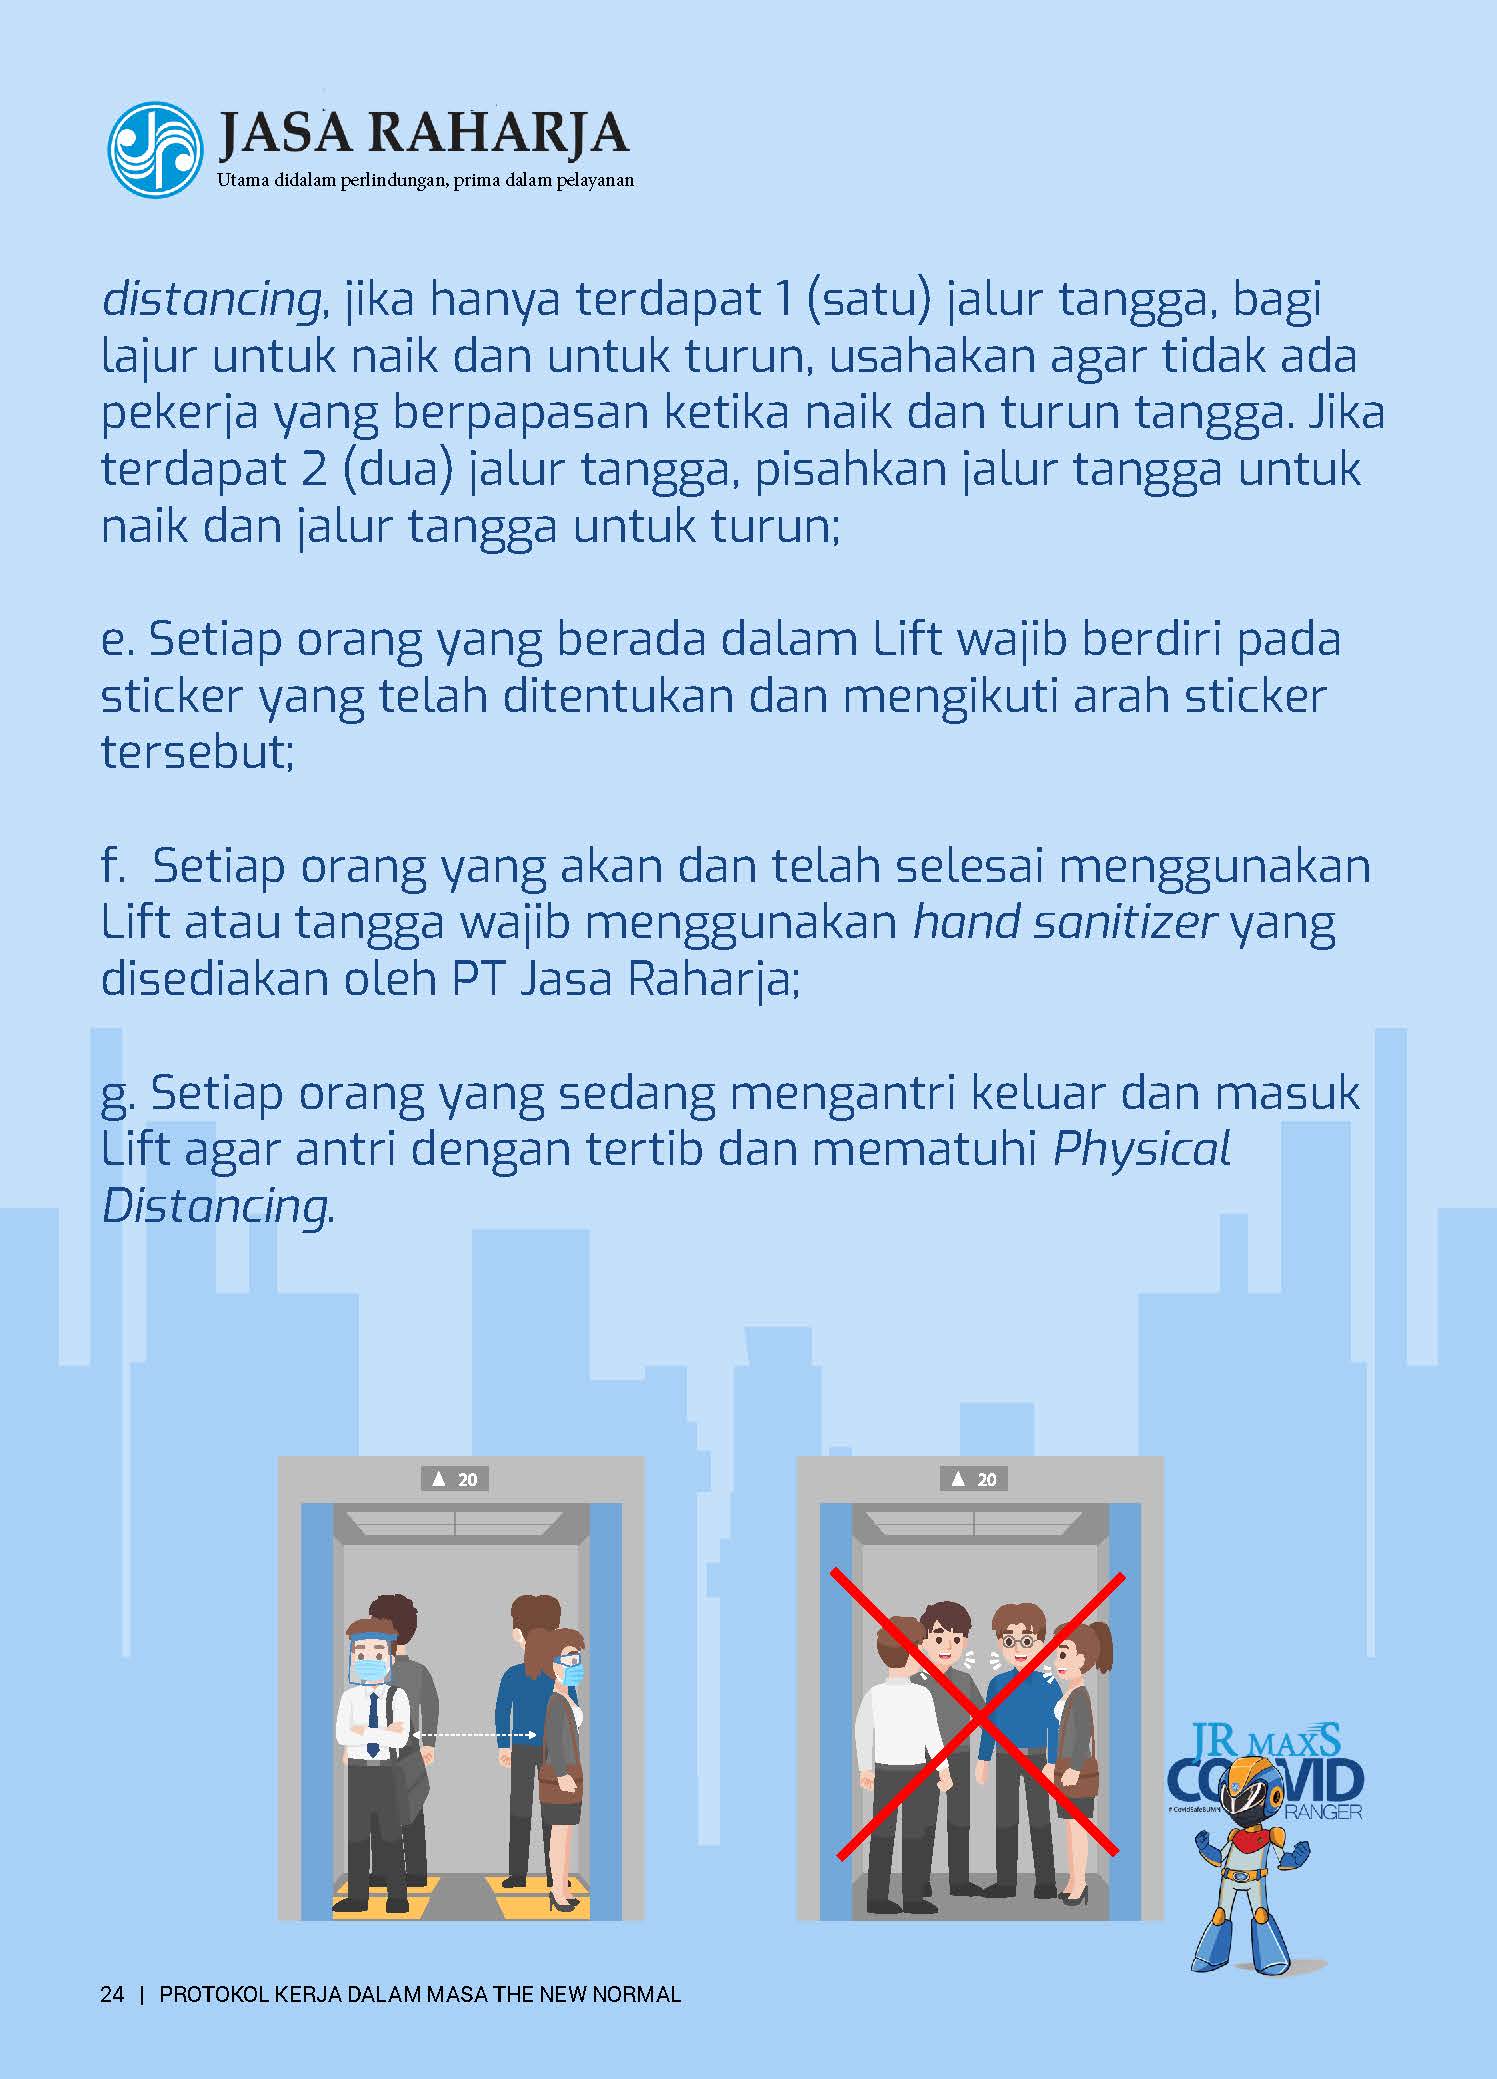 JASA RAHARJA
Utama didalam perlindungan, prima dalam pelayanan
distancing, jika hanya terdapat 1 (satu) jalur tangga, bagi
lajur untuk naik dan untuk turun, usahakan agar tidak ada
pekerja yang berpapasan ketika naik dan turun tangga. Jika
terdapat 2 (dua) jalur tangga, pisahkan jalur tangga untuk
naik dan jalur tangga untuk turun;
e. Setiap orang yang berada dalam Lift wajib berdiri pada
sticker yang telah ditentukan dan mengikuti arah sticker
tersebut;
f. Setiap orang yang akan dan telah selesai menggunakan
Lift atau tangga wajib menggunakan hand sanitizer yang
disediakan oleh PT Jasa Raharja;
g. Setiap orang yang sedang mengantri keluar dan masuk
Lift agar antri dengan tertib dan mematuhi Physical
Distancing.
▲ 20
▲ 20
JR MAXS
COVID
#CovidSafeBUMN
RANGER
24 | PROTOKOL KERJA DALAM MASA THE NEW NORMAL